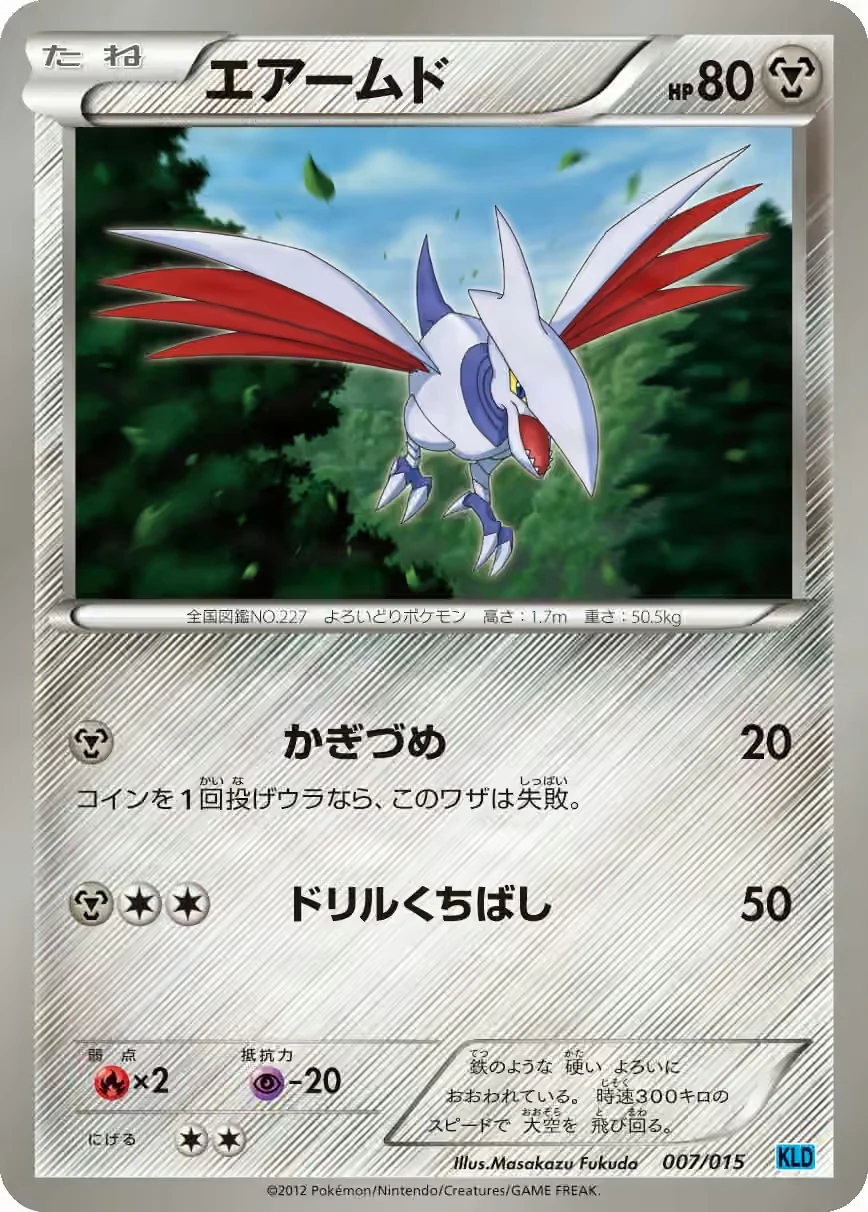 たね エアームド HP80
全国図鑑NO.227 よろいどりポケモン 高さ：1.7m 重さ：50.5kg
かぎづめ 20
コインを1回投げウラなら、このワザは失敗。
ドリルくちばし 50
弱点 抵抗力
×2 −20
にげる
鉄のような 硬い よろいに
おおわれている。 時速300キロの
スピードで 大空を 飛び回る。
Illus.Masakazu Fukuda 007/015 KLD
©2012 Pokémon/Nintendo/Creatures/GAME FREAK.